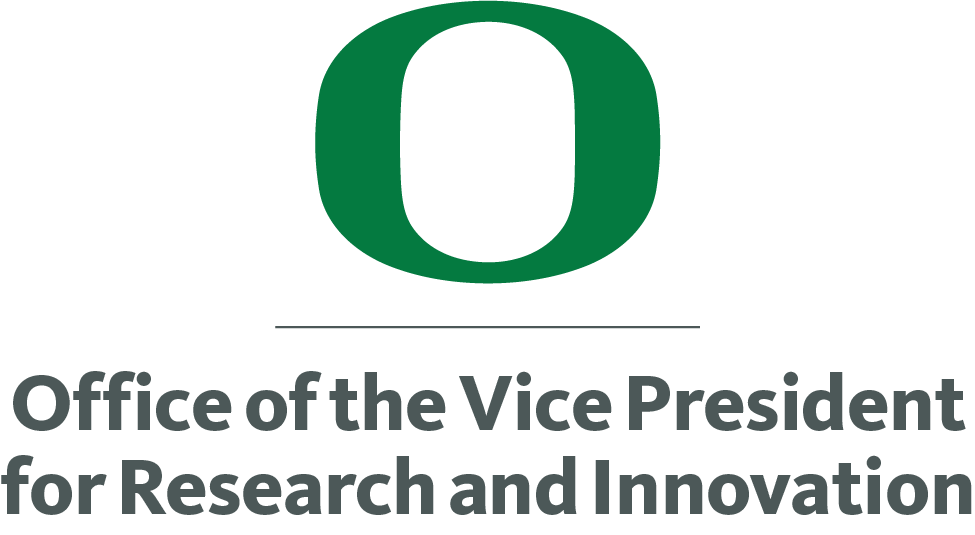 O
Office of the Vice President
for Research and Innovation